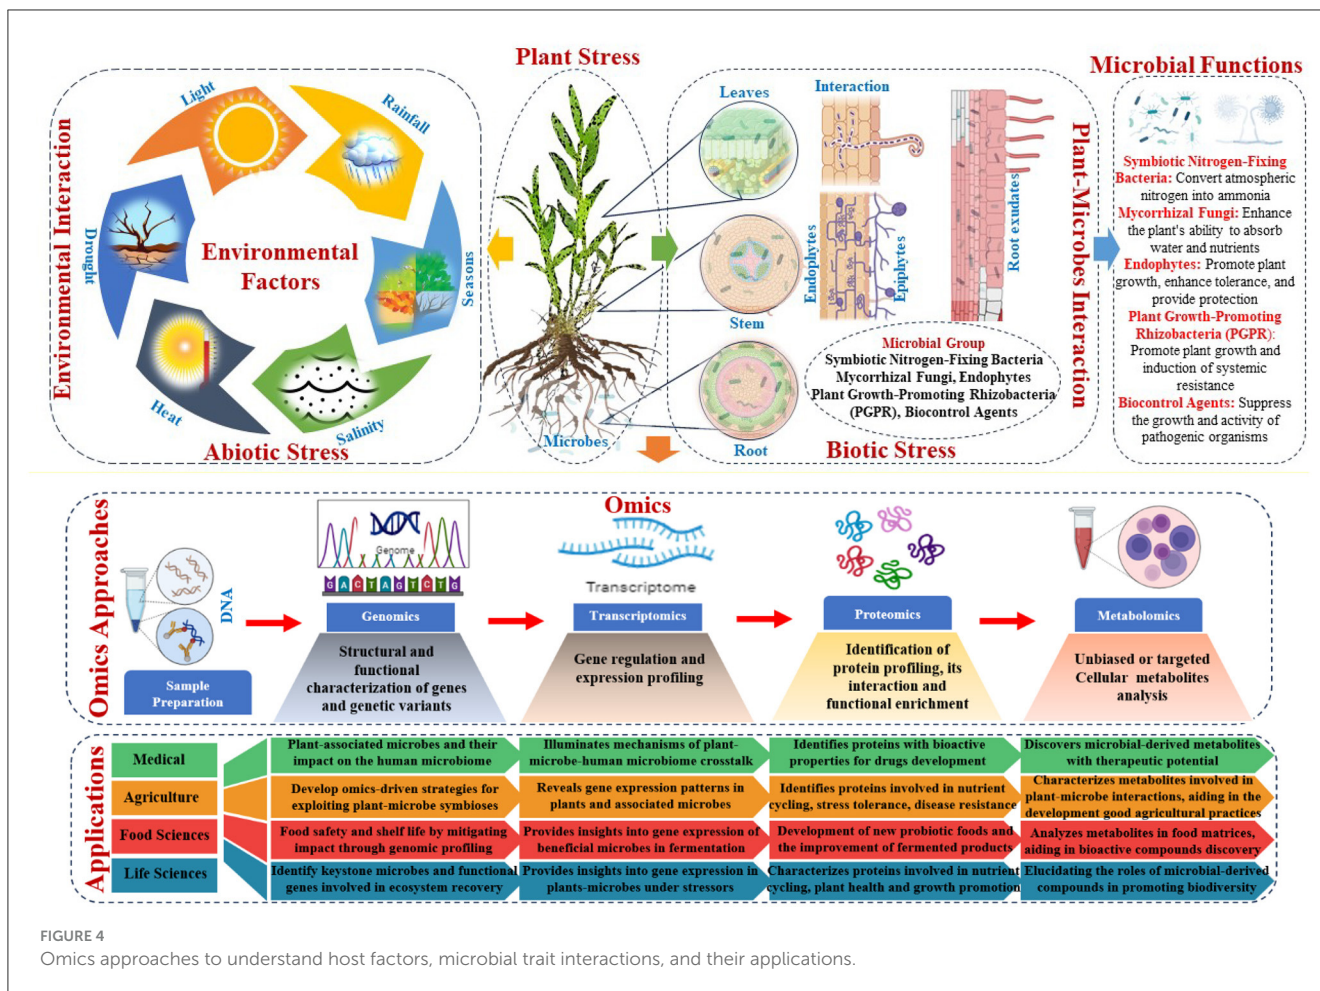 Plant Stress
Environmental Interaction
Light
Rainfall
Drought
Environmental
Factors
Seasons
Heat
Salinity
Abiotic Stress
Microbes
Leaves
Stem
Root
Interaction
Endophytes
Epiphytes
Root exudates
Microbial Group
Symbiotic Nitrogen-Fixing Bacteria
Mycorrhizal Fungi, Endophytes
Plant Growth-Promoting Rhizobacteria
(PGPR), Biocontrol Agents
Biotic Stress
Plant-Microbes Interaction
Microbial Functions
Symbiotic Nitrogen-Fixing
Bacteria: Convert atmospheric
nitrogen into ammonia
Mycorrhizal Fungi: Enhance
the plant's ability to absorb
water and nutrients
Endophytes: Promote plant
growth, enhance tolerance, and
provide protection
Plant Growth-Promoting
Rhizobacteria (PGPR):
Promote plant growth and
induction of systemic
resistance
Biocontrol Agents: Suppress
the growth and activity of
pathogenic organisms
Omics
Omics Approaches
DNA
Sample
Preparation
Genome
G A C T A G T C T G
Genomics
Structural and
functional
characterization of genes
and genetic variants
Transcriptome
Transcriptomics
Gene regulation and
expression profiling
Proteomics
Identification of
protein profiling, its
interaction and
functional enrichment
Metabolomics
Unbiased or targeted
Cellular metabolites
analysis
Applications
Medical
Plant-associated microbes and their
impact on the human microbiome
Illuminates mechanisms of plant-
microbe-human microbiome crosstalk
Identifies proteins with bioactive
properties for drugs development
Discovers microbial-derived metabolites
with therapeutic potential
Agriculture
Develop omics-driven strategies for
exploiting plant-microbe symbioses
Reveals gene expression patterns in
plants and associated microbes
Identifies proteins involved in nutrient
cycling, stress tolerance, disease resistance
Characterizes metabolites involved in
plant-microbe interactions, aiding in the
development good agricultural practices
Food Sciences
Food safety and shelf life by mitigating
impact through genomic profiling
Provides insights into gene expression of
beneficial microbes in fermentation
Development of new probiotic foods and
the improvement of fermented products
Analyzes metabolites in food matrices,
aiding in bioactive compounds discovery
Life Sciences
Identify keystone microbes and functional
genes involved in ecosystem recovery
Provides insights into gene expression in
plants-microbes under stressors
Characterizes proteins involved in nutrient
cycling, plant health and growth promotion
Elucidating the roles of microbial-derived
compounds in promoting biodiversity
FIGURE 4
Omics approaches to understand host factors, microbial trait interactions, and their applications.